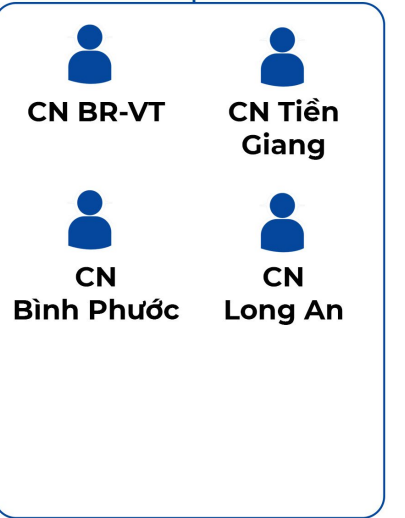 CN BR-VT
CN Tiền
Giang
CN
Bình Phước
CN
Long An